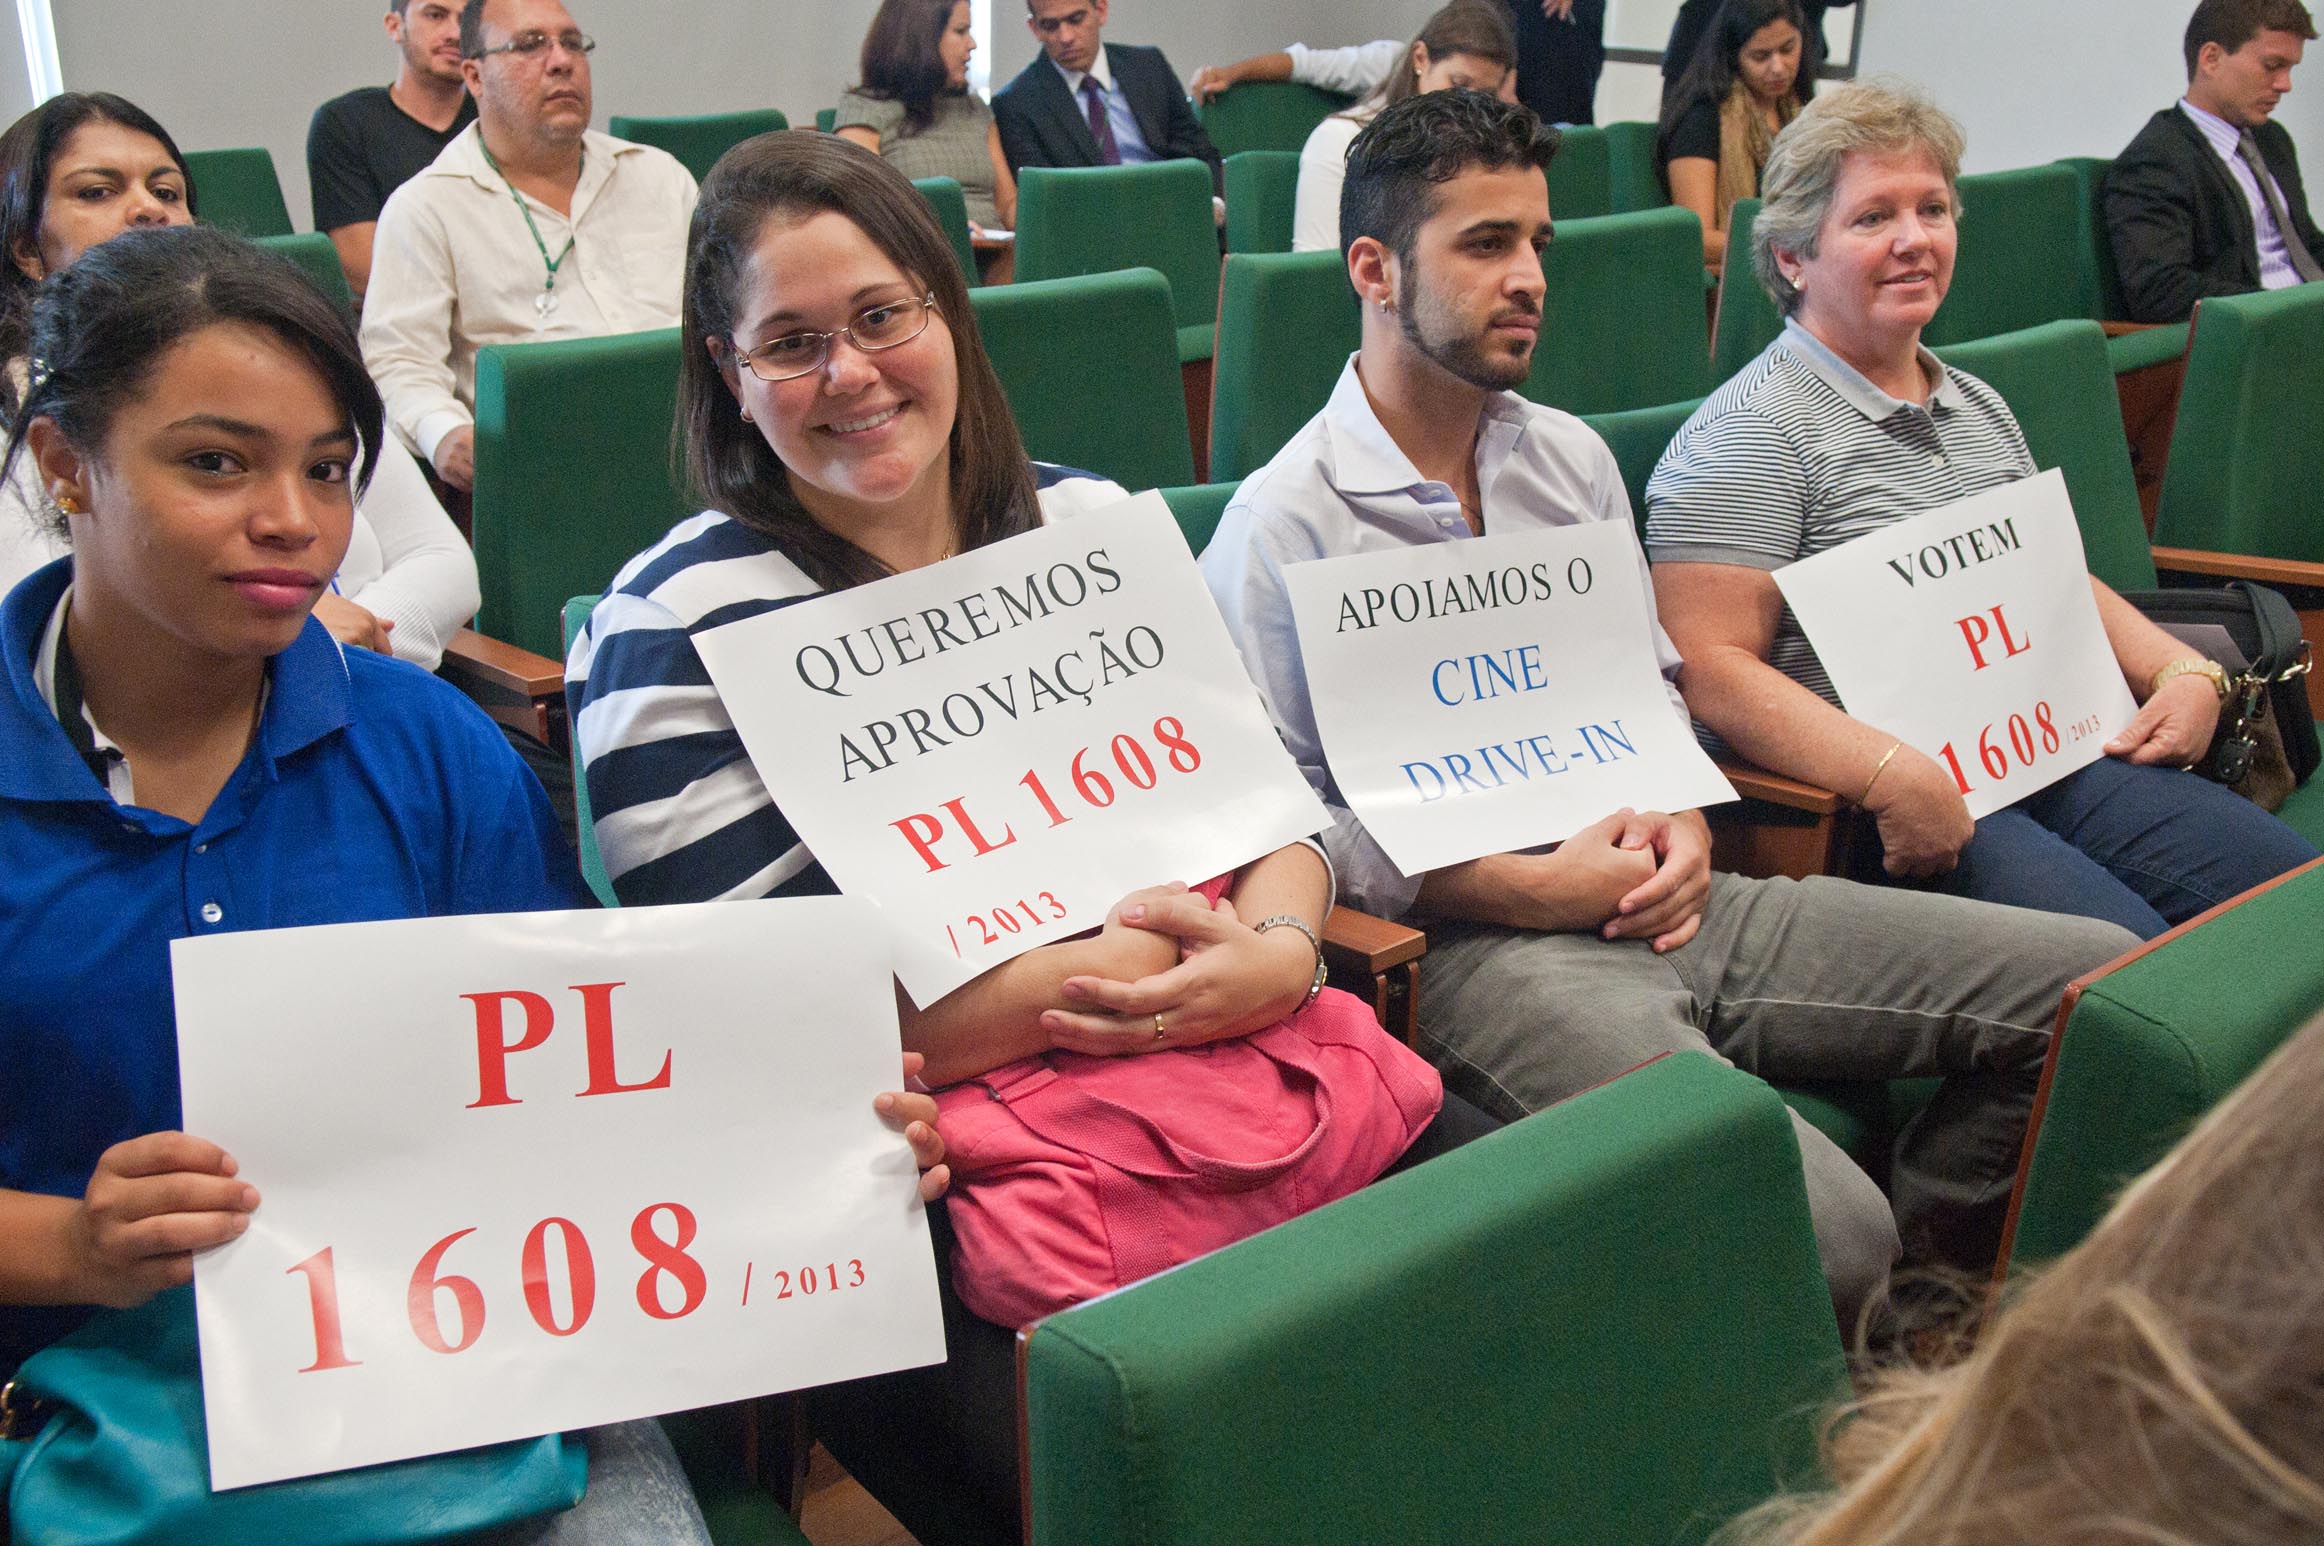 PL
1608 / 2013
QUEREMOS
APROVAÇÃO
PL 1608
/ 2013
APOIAMOS O
CINE
DRIVE-IN
VOTEM
PL
1608 / 2013